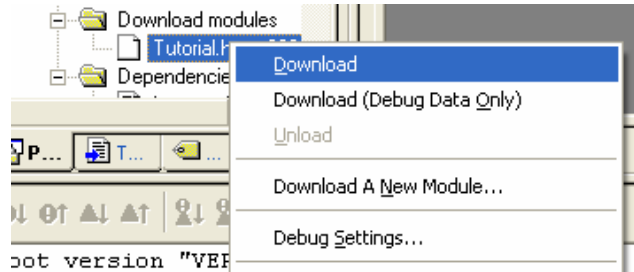 Download modules
Tutorial.h
Download
Dependencie
Download (Debug Data Only)
Unload
P... T... ...
Download A New Module...
Debug Settings...
oot version "VER